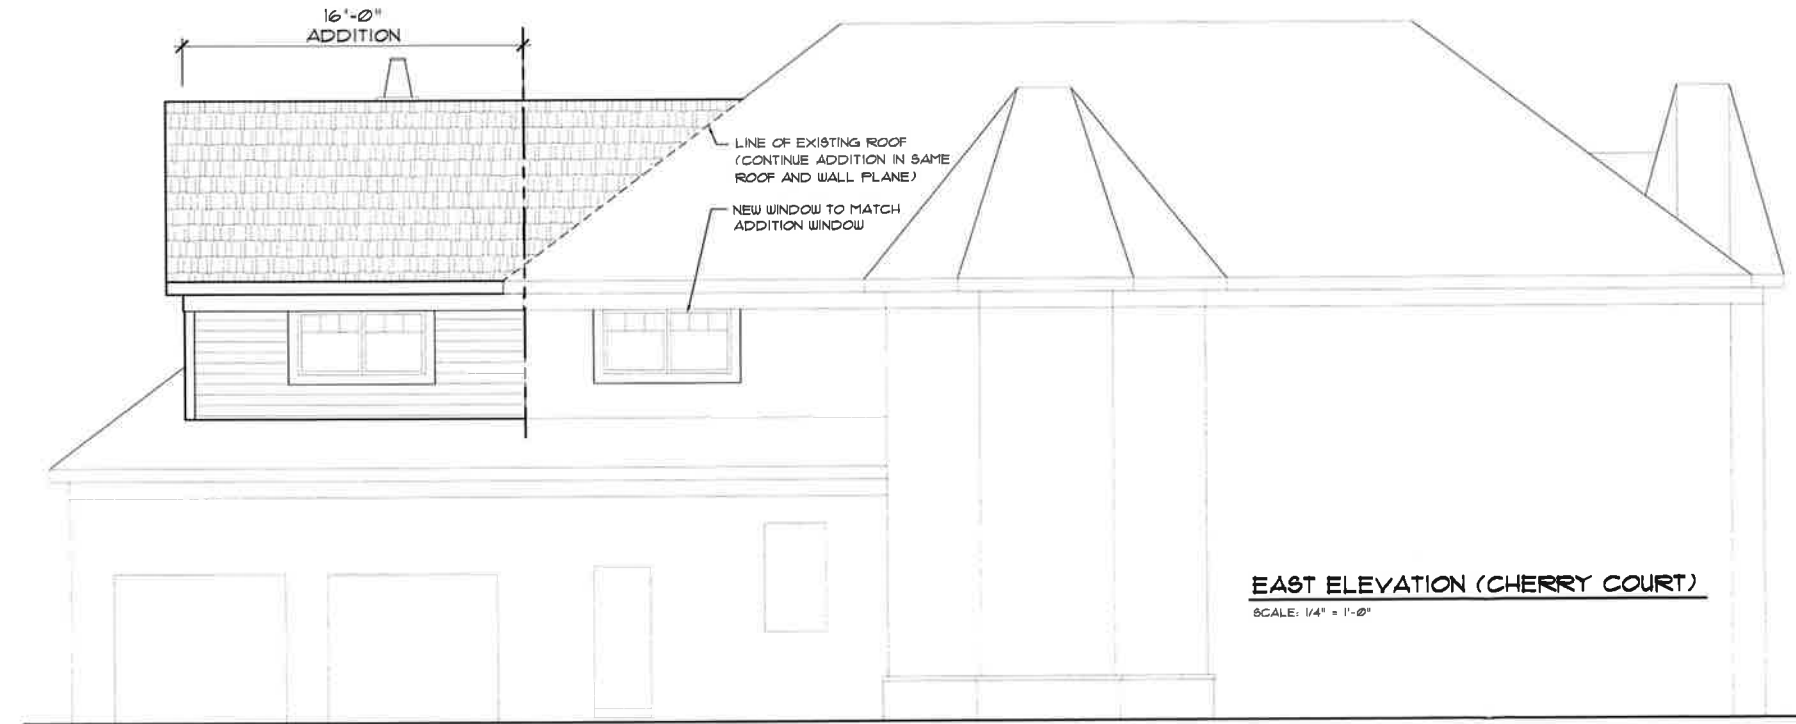 16'-0"
ADDITION
LINE OF EXISTING ROOF
(CONTINUE ADDITION IN SAME
ROOF AND WALL PLANE)
NEW WINDOW TO MATCH
ADDITION WINDOW
EAST ELEVATION (CHERRY COURT)
SCALE: 1/4" = 1'-0"